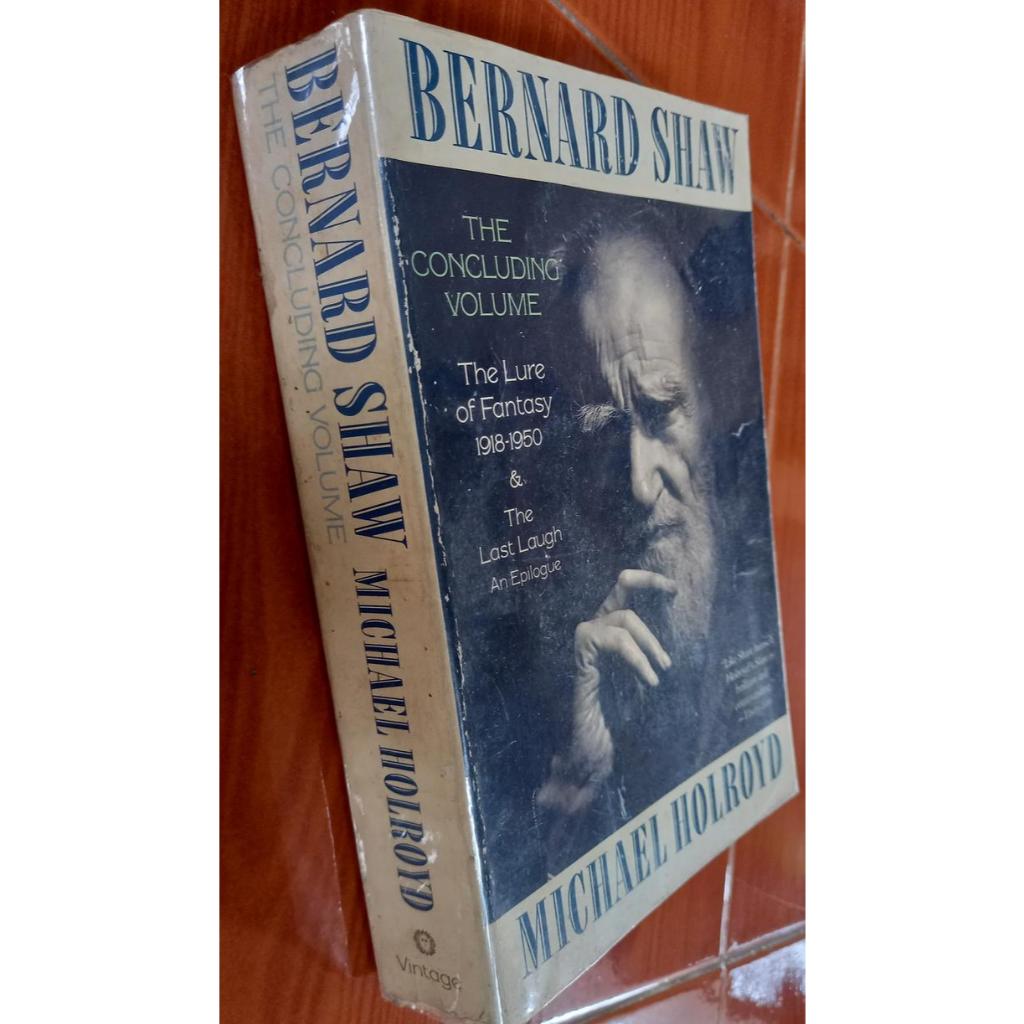 BERNARD SHAW
THE CONCLUDING VOLUME
MICHAEL HOLROYD
Vintage
BERNARD SHAW
THE
CONCLUDING
VOLUME
The Lure
of Fantasy
1918-1950
&
The
Last Laugh
An Epilogue
MICHAEL HOLROYD